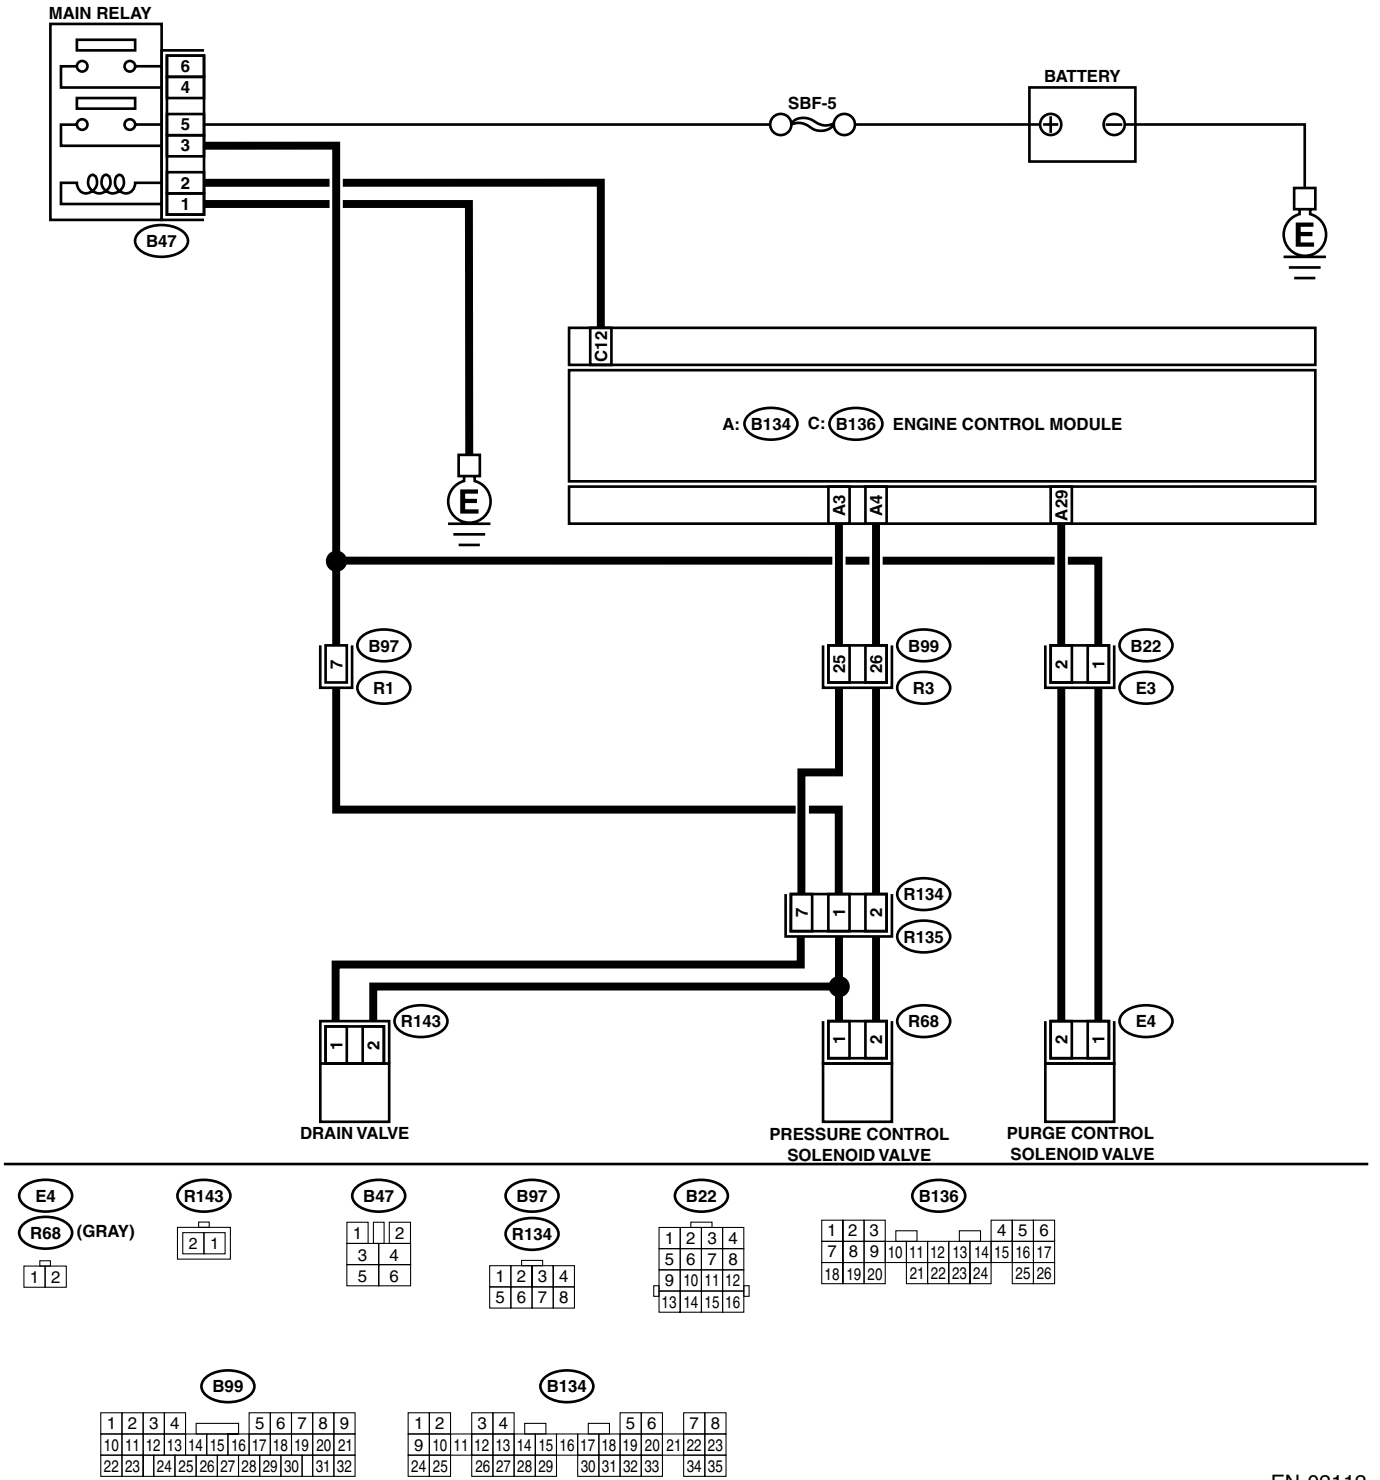 MAIN RELAY
6
4
5
3
2
1
B47
SBF-5
BATTERY
E
C12
A: B134 C: B136 ENGINE CONTROL MODULE
A3 A4 A29
E
7 B97
R1
25 26 B99
R3
2 1 B22
E3
7 1 2 R134
R135
1 2 R143
1 2 R68
2 1 E4
DRAIN VALVE
PRESSURE CONTROL
SOLENOID VALVE
PURGE CONTROL
SOLENOID VALVE
E4
R68 (GRAY)
1 2
R143
2 1
B47
1 2
3 4
5 6
B97
R134
1 2 3 4
5 6 7 8
B22
1 2 3 4
5 6 7 8
9 10 11 12
13 14 15 16
B136
1 2 3 4 5 6
7 8 9 10 11 12 13 14 15 16 17
18 19 20 21 22 23 24 25 26
B99
1 2 3 4 5 6 7 8 9
10 11 12 13 14 15 16 17 18 19 20 21
22 23 24 25 26 27 28 29 30 31 32
B134
1 2 3 4 5 6 7 8
9 10 11 12 13 14 15 16 17 18 19 20 21 22 23
24 25 26 27 28 29 30 31 32 33 34 35